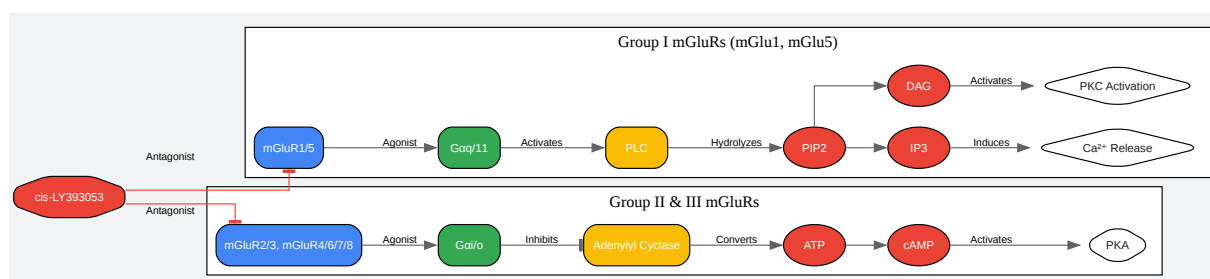 Group I mGluRs (mGlu1, mGlu5)
DAG
Activates
PKC Activation
mGluR1/5
Agonist
Gαq/11
Activates
PLC
Hydrolyzes
PIP2
IP3
Induces
Ca²⁺ Release
Antagonist
cis-LY393053
Antagonist
Group II & III mGluRs
mGluR2/3, mGluR4/6/7/8
Agonist
Gαi/o
Inhibits
Adenylyl Cyclase
Converts
ATP
cAMP
Activates
PKA